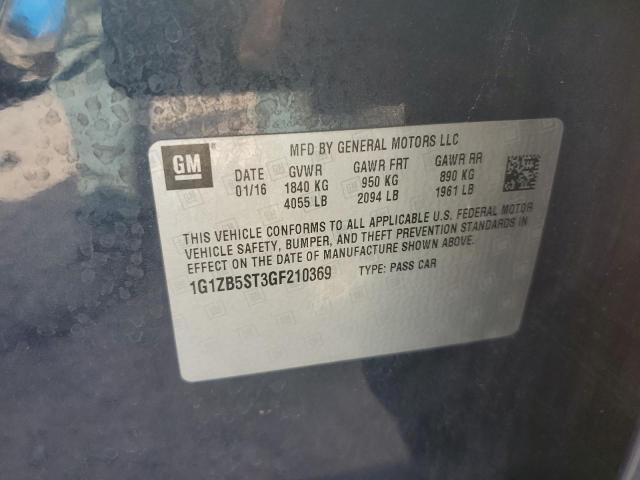 GM
MFD BY GENERAL MOTORS LLC
DATE GVWR GAWR FRT GAWR RR
01/16 1840 KG 950 KG 890 KG
4055 LB 2094 LB 1961 LB
THIS VEHICLE CONFORMS TO ALL APPLICABLE U.S. FEDERAL MOTOR
VEHICLE SAFETY, BUMPER, AND THEFT PREVENTION STANDARDS IN
EFFECT ON THE DATE OF MANUFACTURE SHOWN ABOVE.
1G1ZB5ST3GF210369 TYPE: PASS CAR